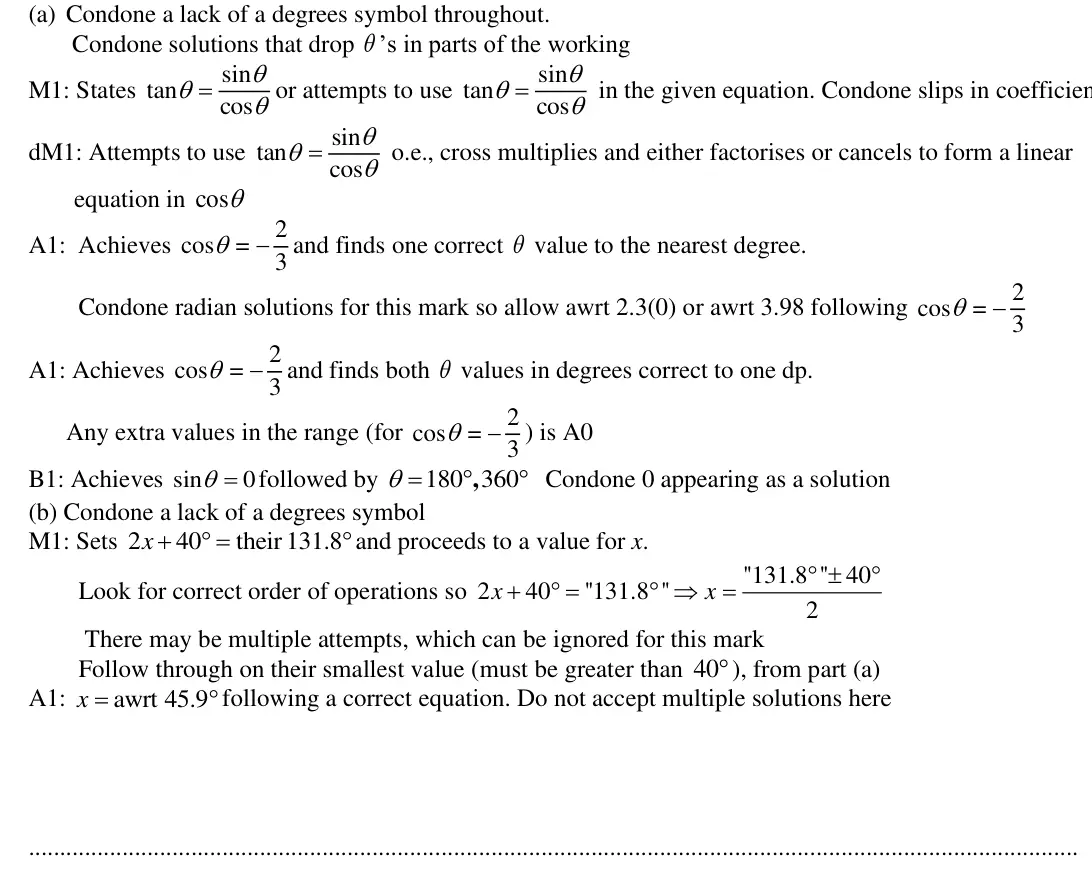 (a) Condone a lack of a degrees symbol throughout.
Condone solutions that drop θ's in parts of the working
M1: States tanθ = sinθ/cosθ or attempts to use tanθ = sinθ/cosθ in the given equation. Condone slips in coefficien
dM1: Attempts to use tanθ = sinθ/cosθ o.e., cross multiplies and either factorises or cancels to form a linear
equation in cosθ
A1: Achieves cosθ = −2/3 and finds one correct θ value to the nearest degree.
Condone radian solutions for this mark so allow awrt 2.3(0) or awrt 3.98 following cosθ = −2/3
A1: Achieves cosθ = −2/3 and finds both θ values in degrees correct to one dp.
Any extra values in the range (for cosθ = −2/3) is A0
B1: Achieves sinθ = 0 followed by θ = 180°, 360° Condone 0 appearing as a solution
(b) Condone a lack of a degrees symbol
M1: Sets 2x + 40° = their 131.8° and proceeds to a value for x.
Look for correct order of operations so 2x + 40° = "131.8°" ⇒ x = ("131.8°" ± 40°)/2
There may be multiple attempts, which can be ignored for this mark
Follow through on their smallest value (must be greater than 40°), from part (a)
A1: x = awrt 45.9° following a correct equation. Do not accept multiple solutions here